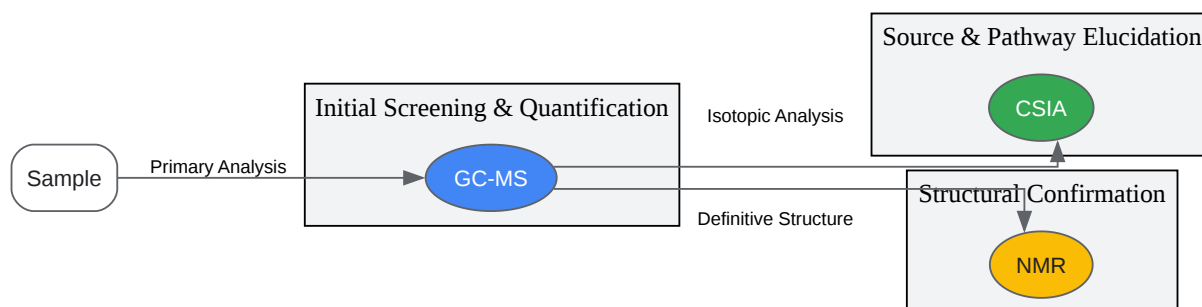 Sample
Primary Analysis
Initial Screening & Quantification
GC-MS
Isotopic Analysis
Definitive Structure
Source & Pathway Elucidation
CSIA
Structural Confirmation
NMR